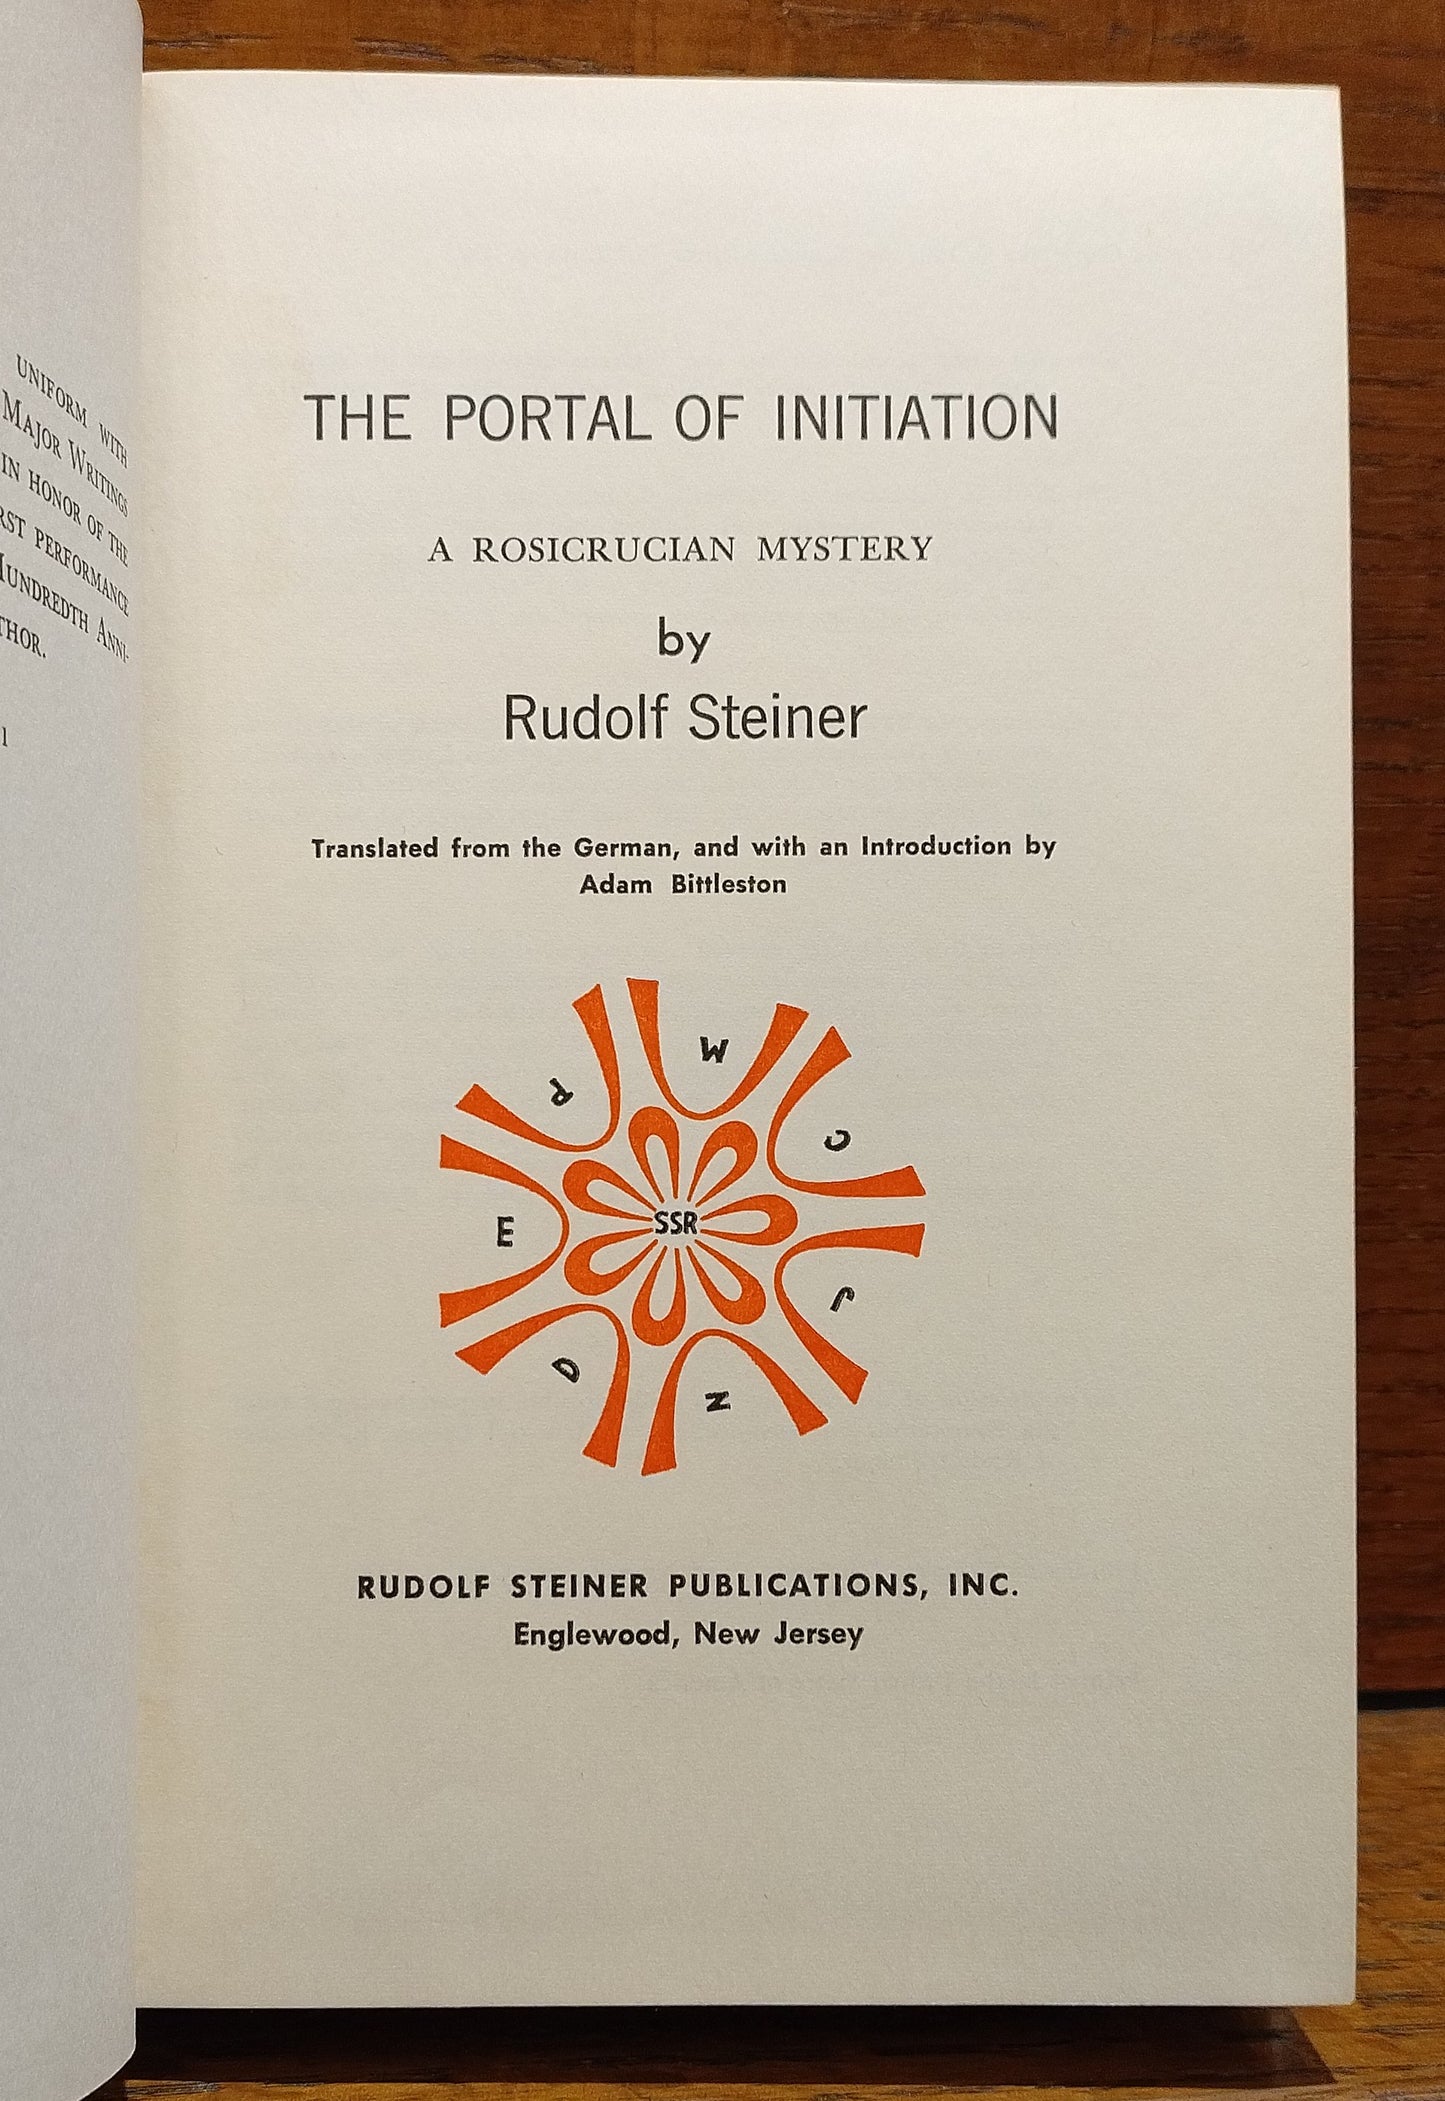 UNIFORM WITH
MAJOR WRITINGS
IN HONOR OF THE
PERFORMANCE
HUNDREDTH ANNI-
THE PORTAL OF INITIATION
A ROSICRUCIAN MYSTERY
by
Rudolf Steiner
Translated from the German, and with an Introduction by
Adam Bittleston
W
P
C
E
SSR
J
D
N
RUDOLF STEINER PUBLICATIONS, INC.
Englewood, New Jersey